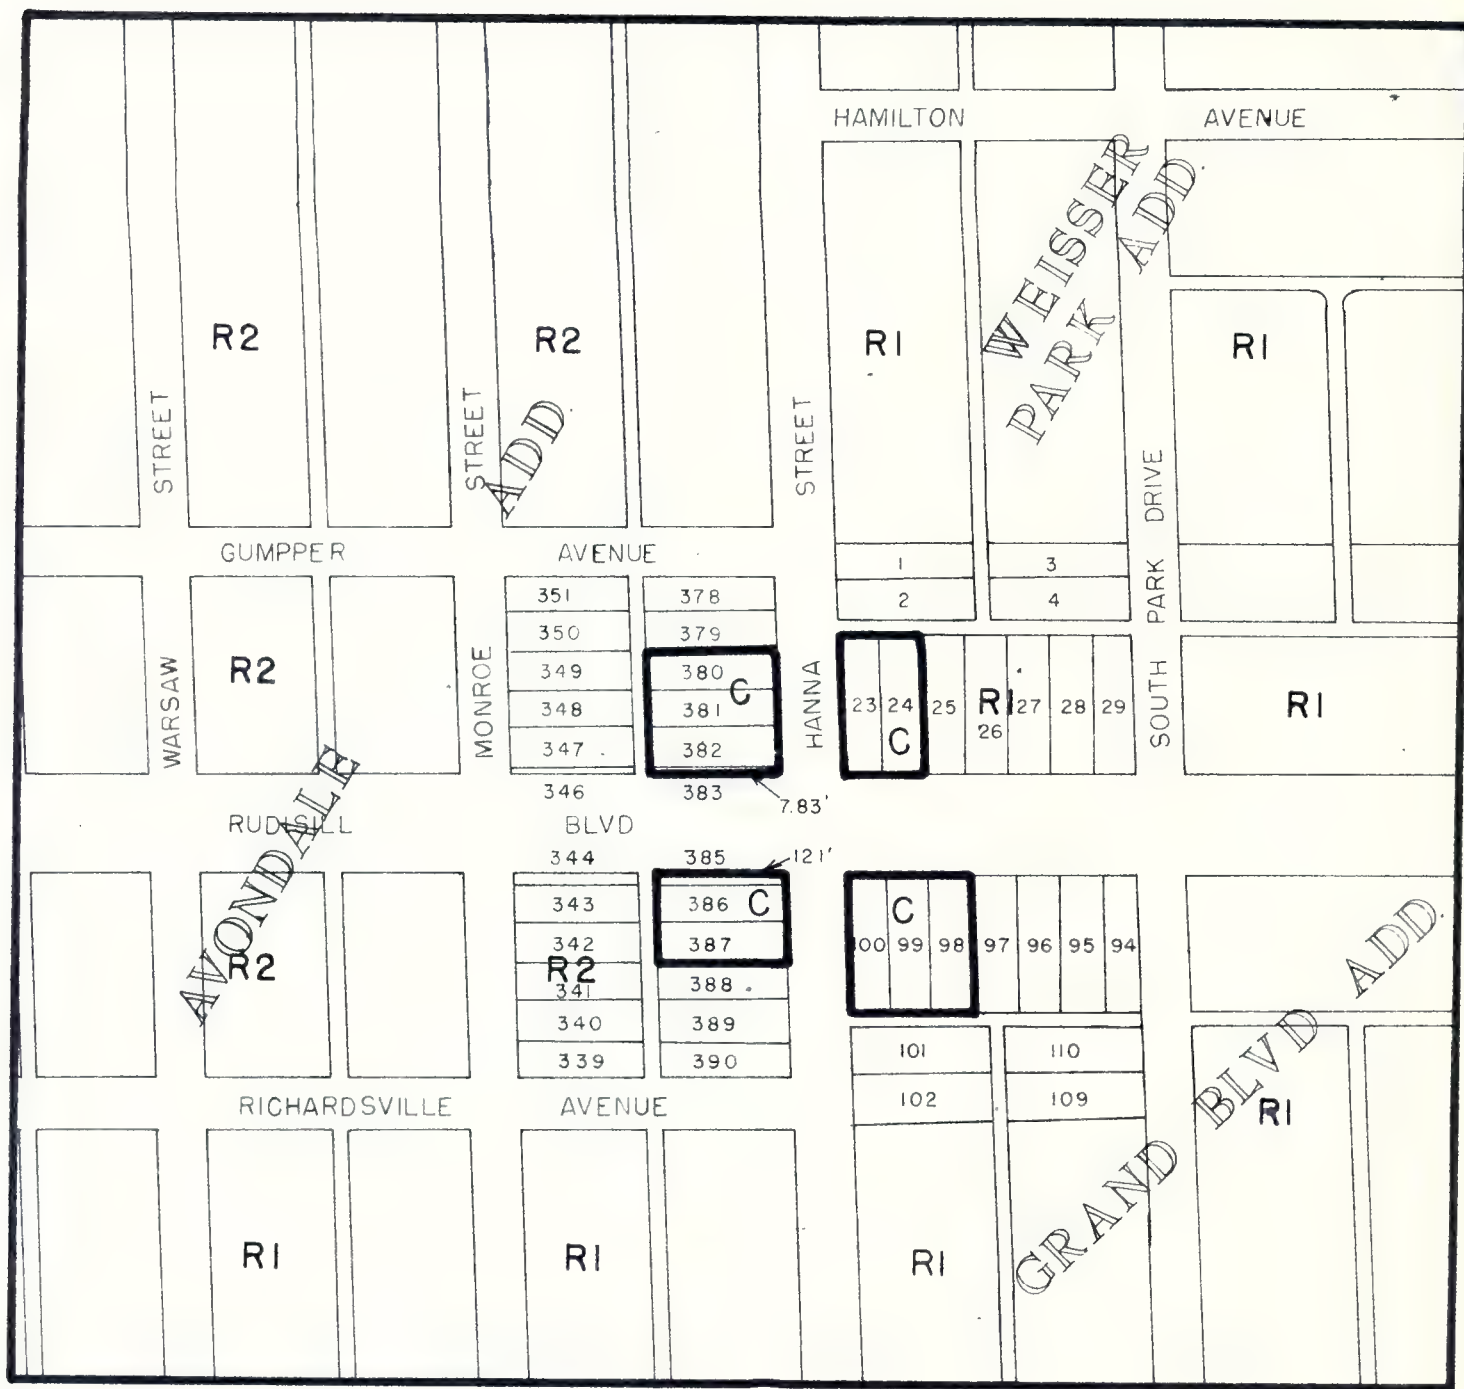 HAMILTON AVENUE
WEISSER
PARK ADD
R2 R2 R1 R1
STREET STREET STREET
ADD
SOUTH PARK DRIVE
GUMPPER AVENUE
1 3
2 4
351 378
350 379
349 380
348 381 C
347 382
346 383
7.83'
WARSAW
R2
MONROE
HANNA
23 24 25 26 27 28 29
C
R1
R1
RUDISILL BLVD
AVONDALE
344 385
121'
343 386 C
342 387
R2
R2
341 388
340 389
339 390
C
100 99 98 97 96 95 94
101 110
102 109
RICHARDSVILLE AVENUE
GRAND BLVD ADD.
R1
R1 R1 R1